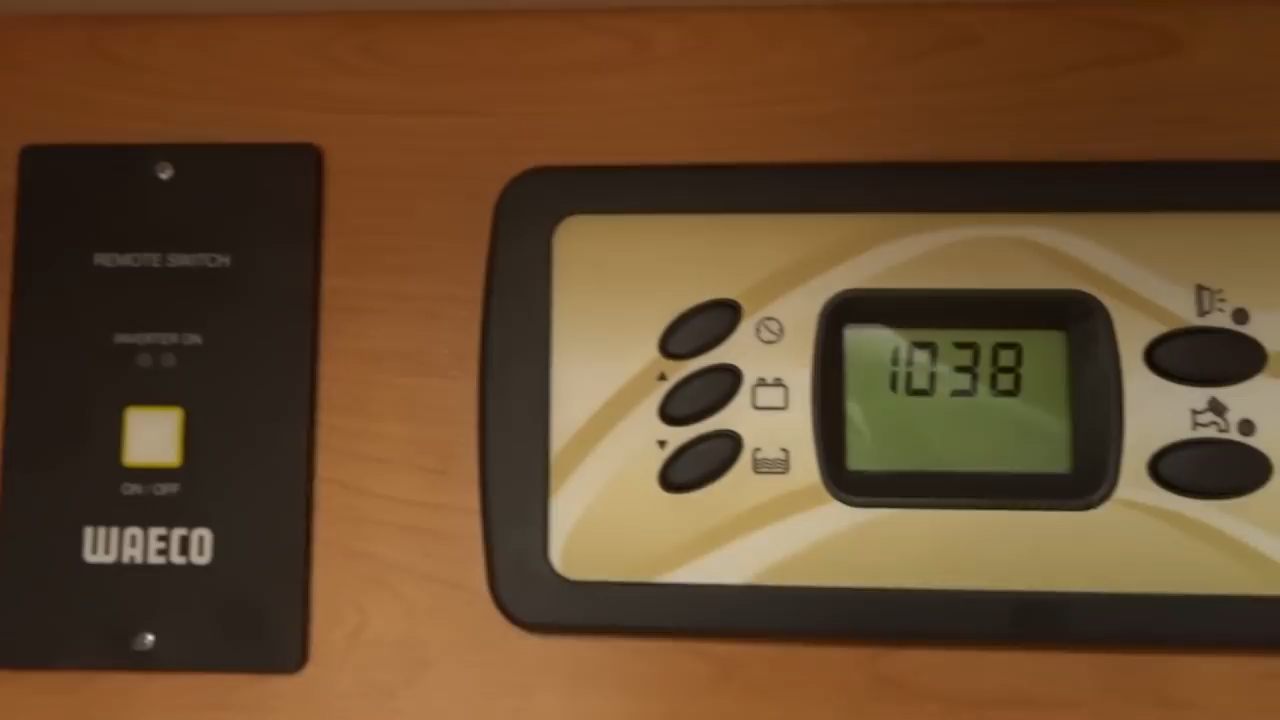 REMOTE SWITCH
INVERTER ON
ON / OFF
WAECO
1038